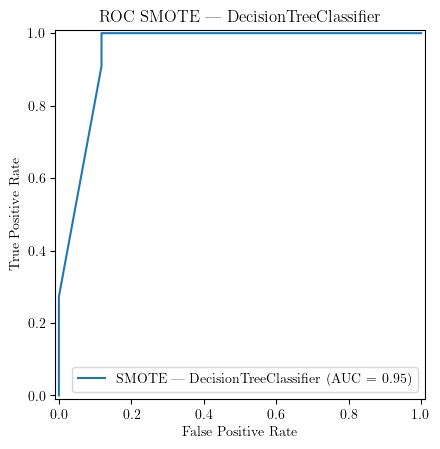 ROC SMOTE — DecisionTreeClassifier
1.0
0.8
0.6
0.4
0.2
0.0
True Positive Rate
SMOTE — DecisionTreeClassifier (AUC = 0.95)
0.0 0.2 0.4 0.6 0.8 1.0
False Positive Rate